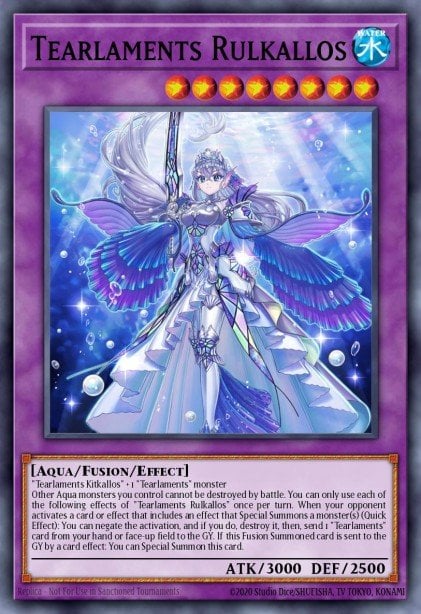 TEARLAMENTS RULKALLOS
WATER
水
[AQUA/FUSION/EFFECT]
"Tearlaments Kitkallos" + 1 "Tearlaments" monster
Other Aqua monsters you control cannot be destroyed by battle. You can only use each
of the following effects of "Tearlaments Rulkallos" once per turn. When your opponent
activates a card or effect that includes an effect that Special Summons a monster(s) (Quick
Effect): You can negate the activation, and if you do, destroy it, then, send 1 "Tearlaments"
card from your hand or face-up field to the GY. If this Fusion Summoned card is sent to the
GY by a card effect: You can Special Summon this card.
ATK/3000 DEF/2500
Replica - Not For Use in Sanctioned Tournaments
©2020 Studio Dice/SHUEISHA, TV TOKYO, KONAMI